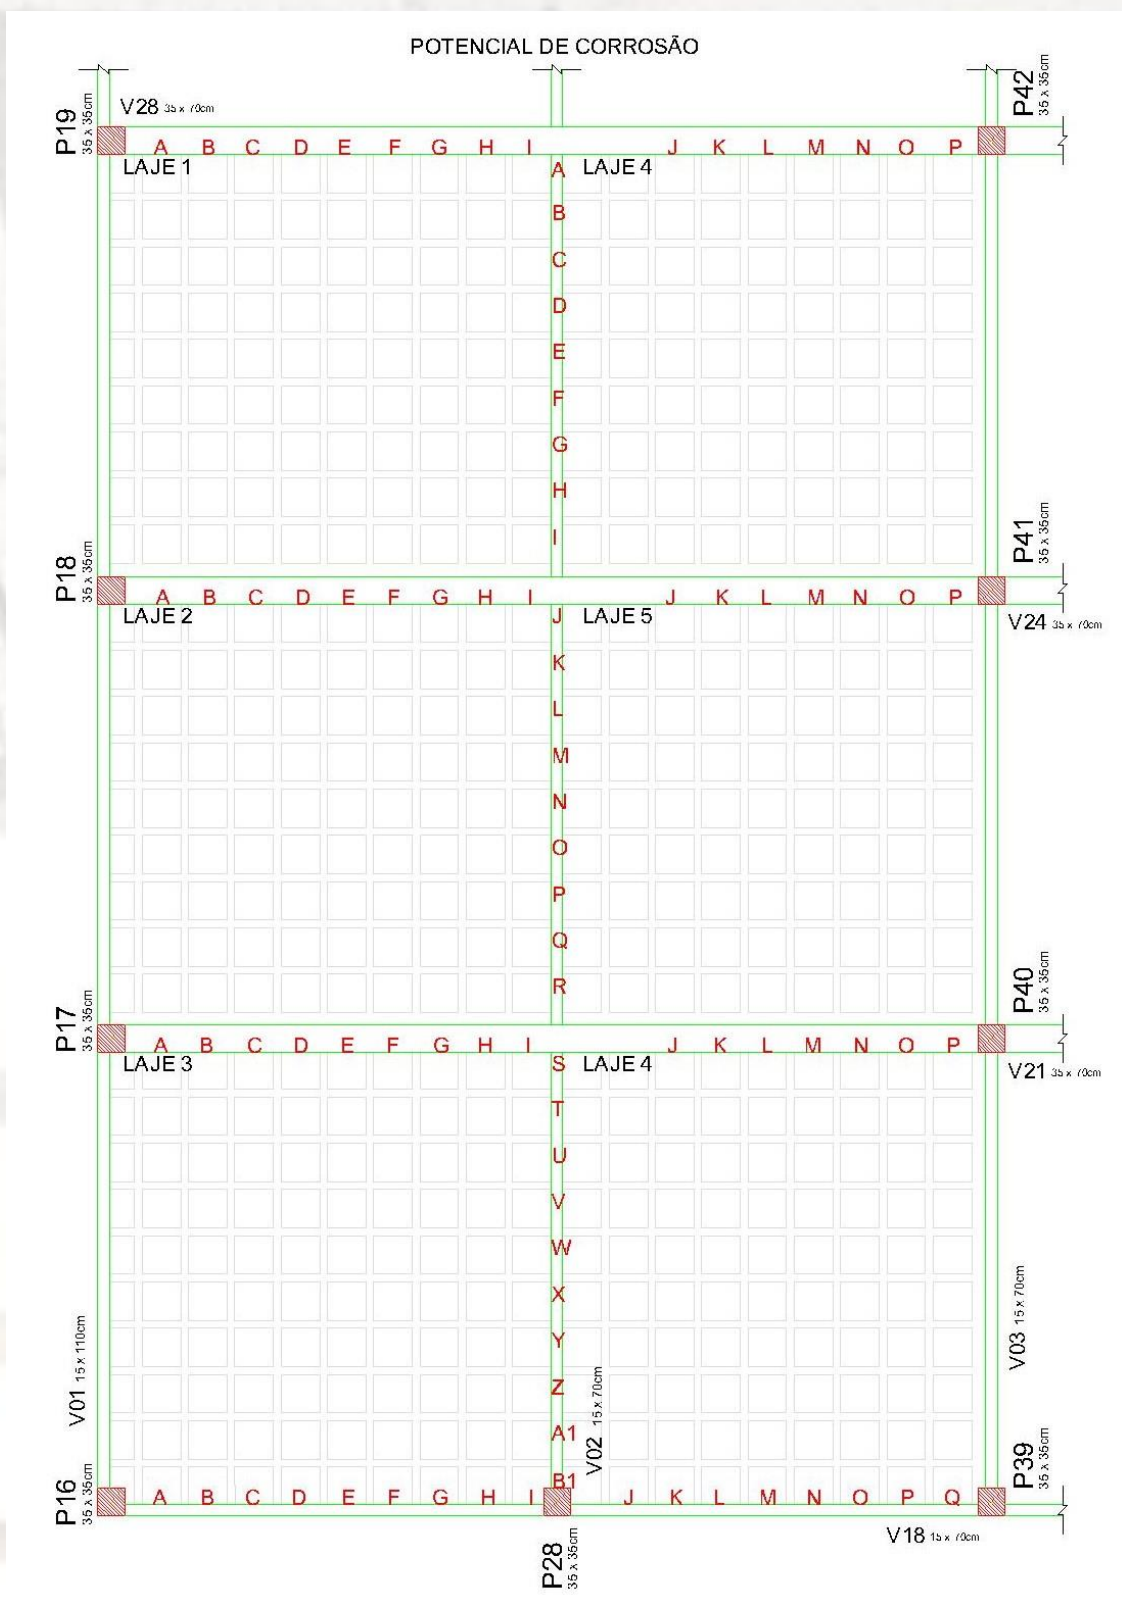 POTENCIAL DE CORROSÃO
P19
35 x 35cm
V28 35 x 70cm
P42
35 x 35cm
A B C D E F G H I J K L M N O P
LAJE 1
LAJE 4
A
B
C
D
E
F
G
H
I
P18
35 x 35cm
P41
35 x 35cm
A B C D E F G H I J K L M N O P
LAJE 2
LAJE 5
V24 35 x 70cm
J
K
L
M
N
O
P
Q
R
P17
35 x 35cm
P40
35 x 35cm
A B C D E F G H I J K L M N O P
LAJE 3
LAJE 4
V21 35 x 70cm
S
T
U
V
W
X
Y
Z
A1
B1
V01 15 x 110cm
V02 15 x 70cm
V03 15 x 70cm
P16
35 x 35cm
P39
35 x 35cm
A B C D E F G H I J K L M N O P Q
V18 15 x 70cm
P28
35 x 35cm